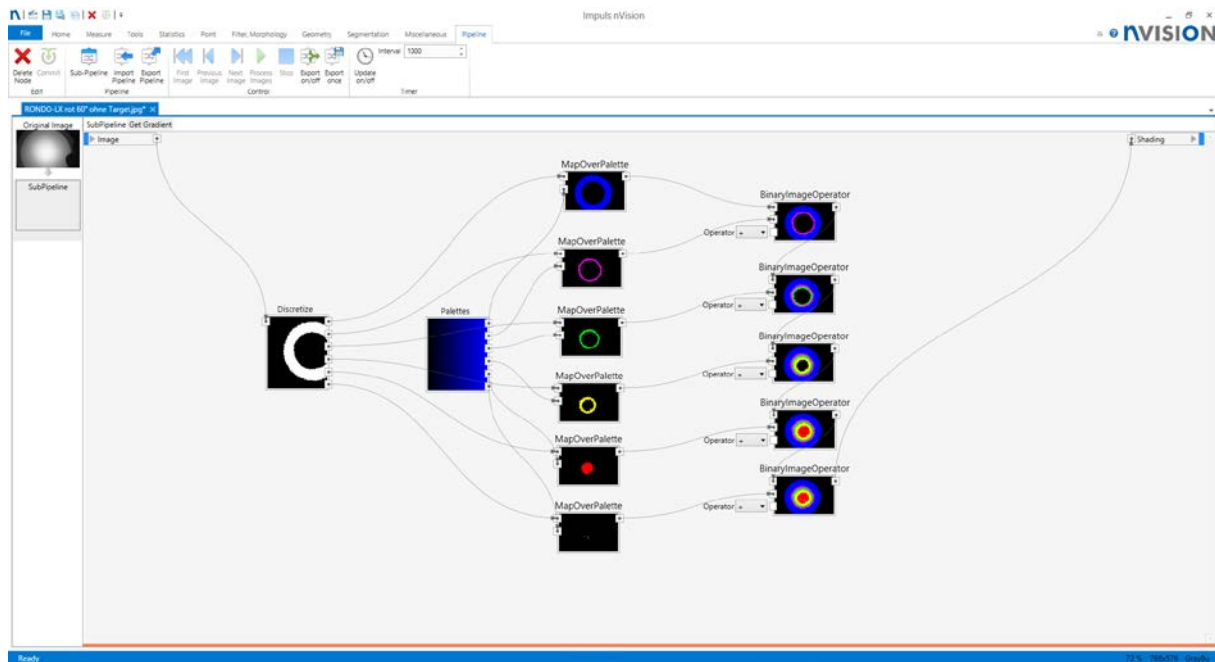 Impuls nVision
File Home Measure Tools Statistics Point Filter, Morphology Geometry Segmentation Miscellaneous Pipeline
nVISION
Delete Node
Commit
Sub-Pipeline
Import Pipeline
Export Pipeline
First Image
Previous Image
Next Image
Process Images
Stop
Export on/off
Export once
Update on/off
Interval 1000
Edit
Pipeline
Control
Timer
RONDO-LX rot 60° ohne Target.jpg*
Original Image
SubPipeline Get Gradient
Image
Shading
SubPipeline
MapOverPalette
BinaryImageOperator
Operator +
MapOverPalette
BinaryImageOperator
Operator +
Discretize
Palettes
MapOverPalette
BinaryImageOperator
Operator +
MapOverPalette
BinaryImageOperator
Operator +
MapOverPalette
BinaryImageOperator
Operator +
MapOverPalette
Ready
72 % 766x576